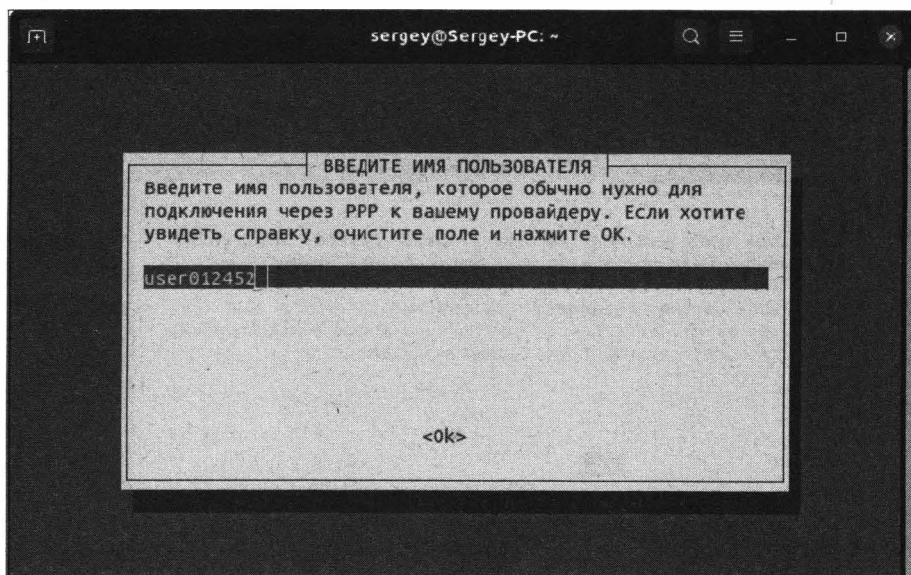 sergey@Sergey-PC: ~
ВВЕДИТЕ ИМЯ ПОЛЬЗОВАТЕЛЯ
Введите имя пользователя, которое обычно нужно для
подключения через PPP к вашему провайдеру. Если хотите
увидеть справку, очистите поле и нажмите OK.
user012452
<Ok>